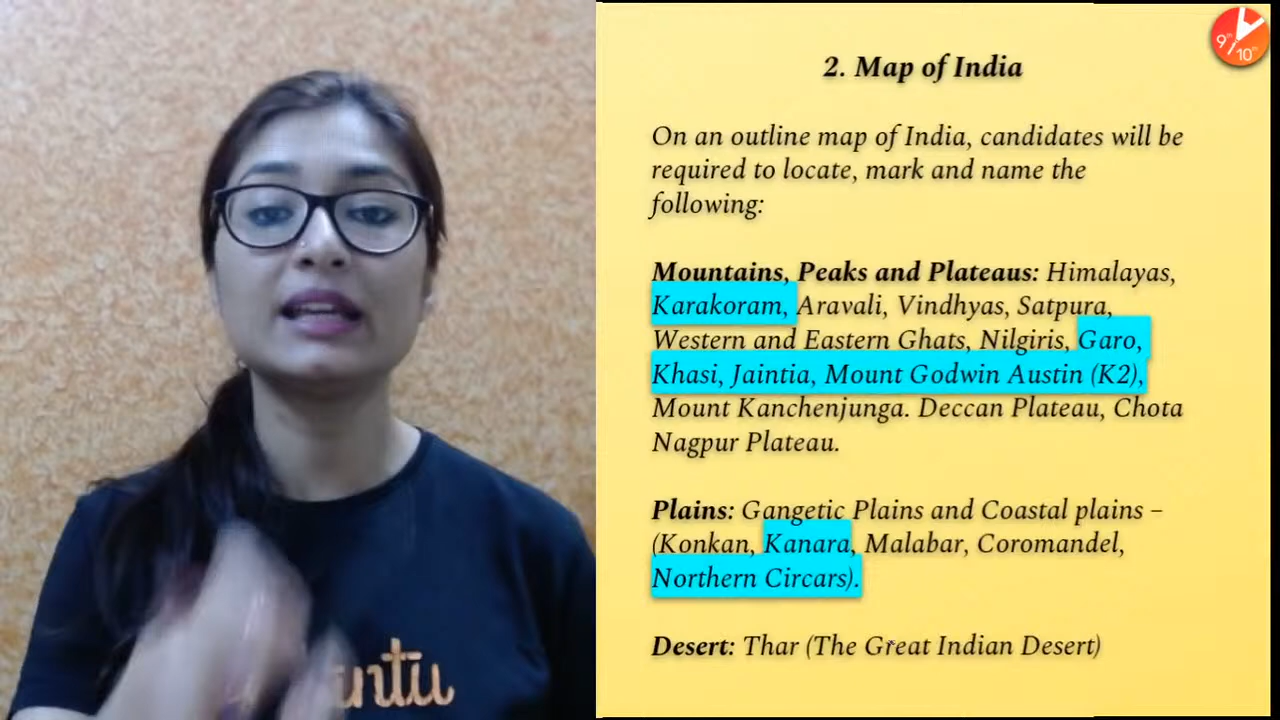 9th/10th
2. Map of India
On an outline map of India, candidates will be
required to locate, mark and name the
following:
Mountains, Peaks and Plateaus: Himalayas,
Karakoram, Aravali, Vindhyas, Satpura,
Western and Eastern Ghats, Nilgiris, Garo,
Khasi, Jaintia, Mount Godwin Austin (K2),
Mount Kanchenjunga. Deccan Plateau, Chota
Nagpur Plateau.
Plains: Gangetic Plains and Coastal plains –
(Konkan, Kanara, Malabar, Coromandel,
Northern Circars).
Desert: Thar (The Great Indian Desert)